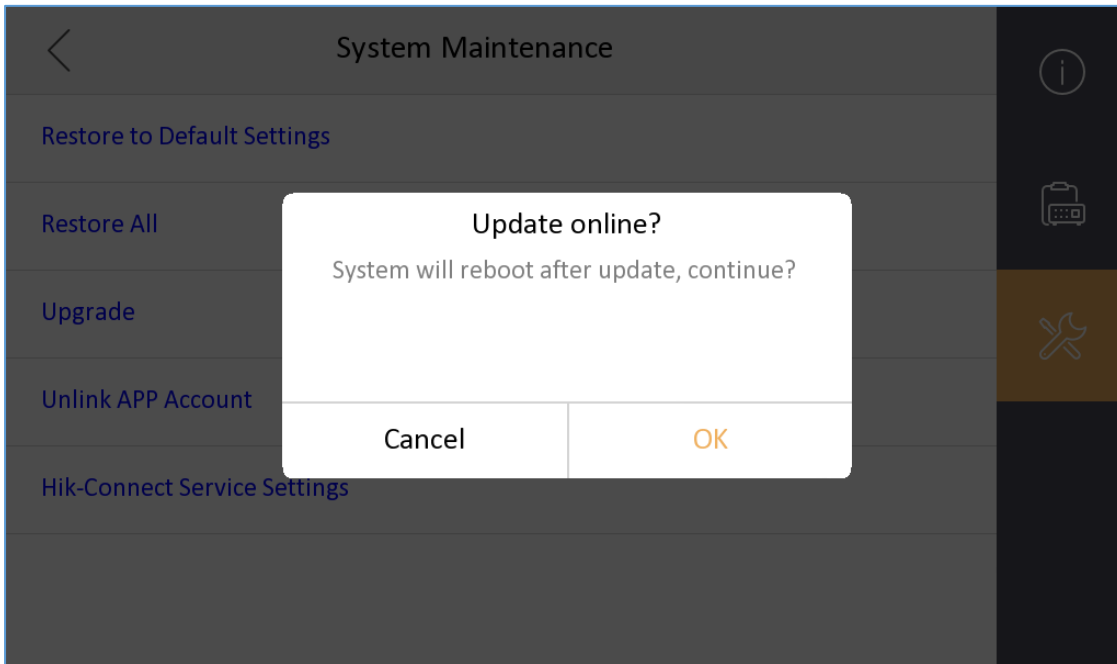 System Maintenance
Restore to Default Settings
Restore All
Upgrade
Unlink APP Account
Hik-Connect Service Settings
Update online?
System will reboot after update, continue?
Cancel
OK